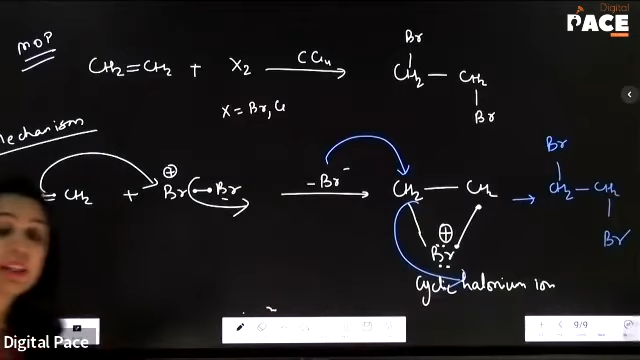 Digital
PACE
MOP
CH2=CH2 + X2 CCl4 CH2 — CH2
Br
Br
X = Br, Cl
Mechanism
= CH2 + Br — Br - Br⁻ CH2 — CH2 → CH2 — CH2
⊕
Br
Br
⊕
Br
cyclic halonium ion
9/9
Digital Pace